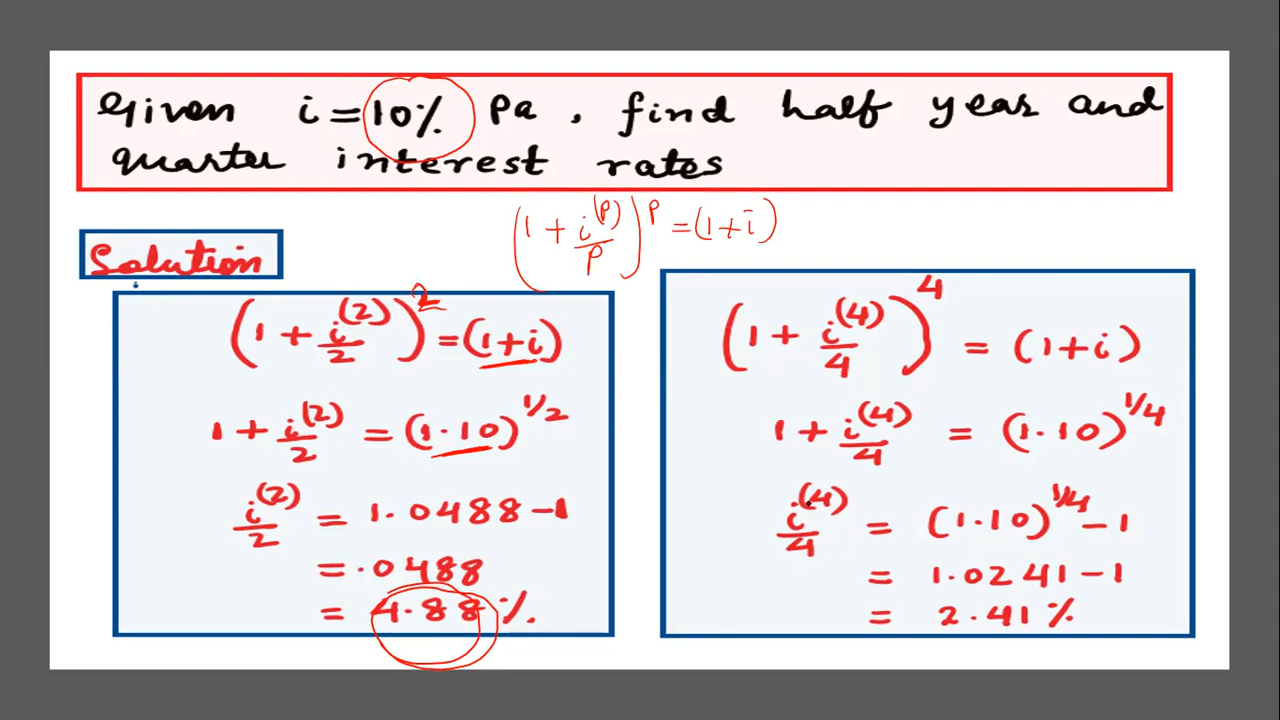 Given i = 10% Pa , find half year and
quarter interest rates
(1 + i^(P)/P)^P = (1+i)
Solution
(1 + i^(2)/2)^2 = (1+i)
1 + i^(2)/2 = (1.10)^1/2
i^(2)/2 = 1.0488 - 1
= .0488
= 4.88 %.
(1 + i^(4)/4)^4 = (1+i)
1 + i^(4)/4 = (1.10)^1/4
i^(4)/4 = (1.10)^1/4 - 1
= 1.0241 - 1
= 2.41 %